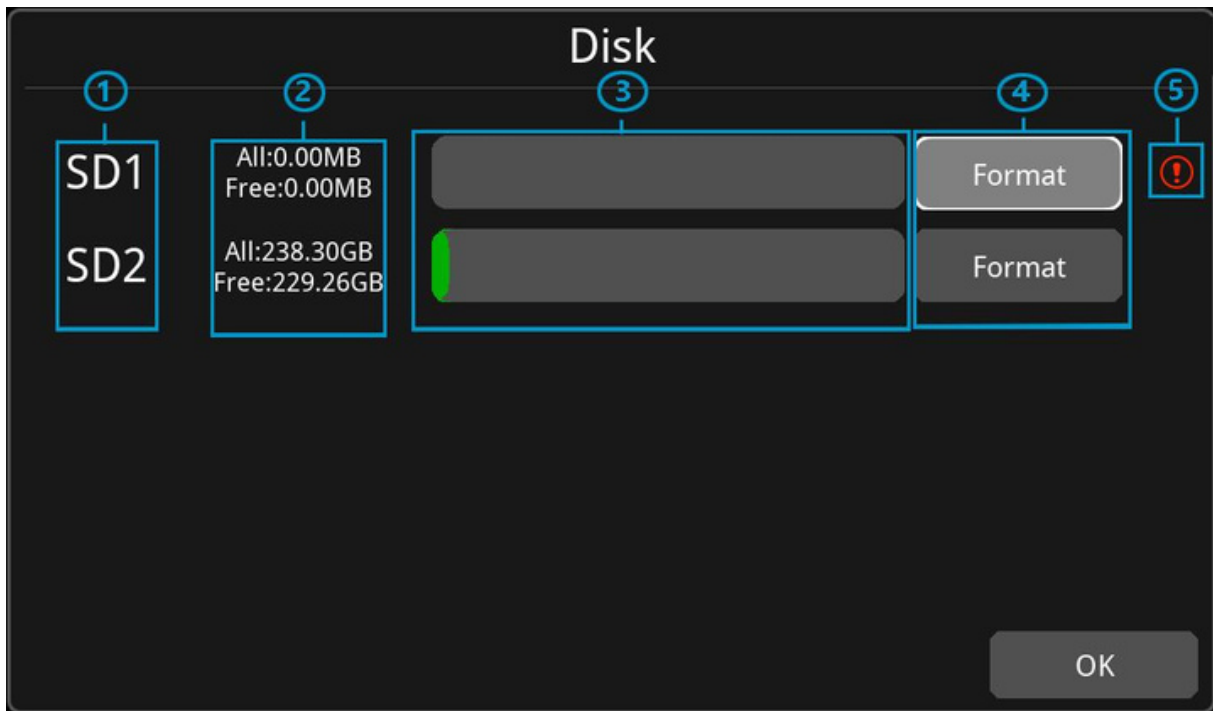 Disk
① ② ③ ④ ⑤
SD1 All:0.00MB Format
Free:0.00MB
SD2 All:238.30GB Format
Free:229.26GB
OK